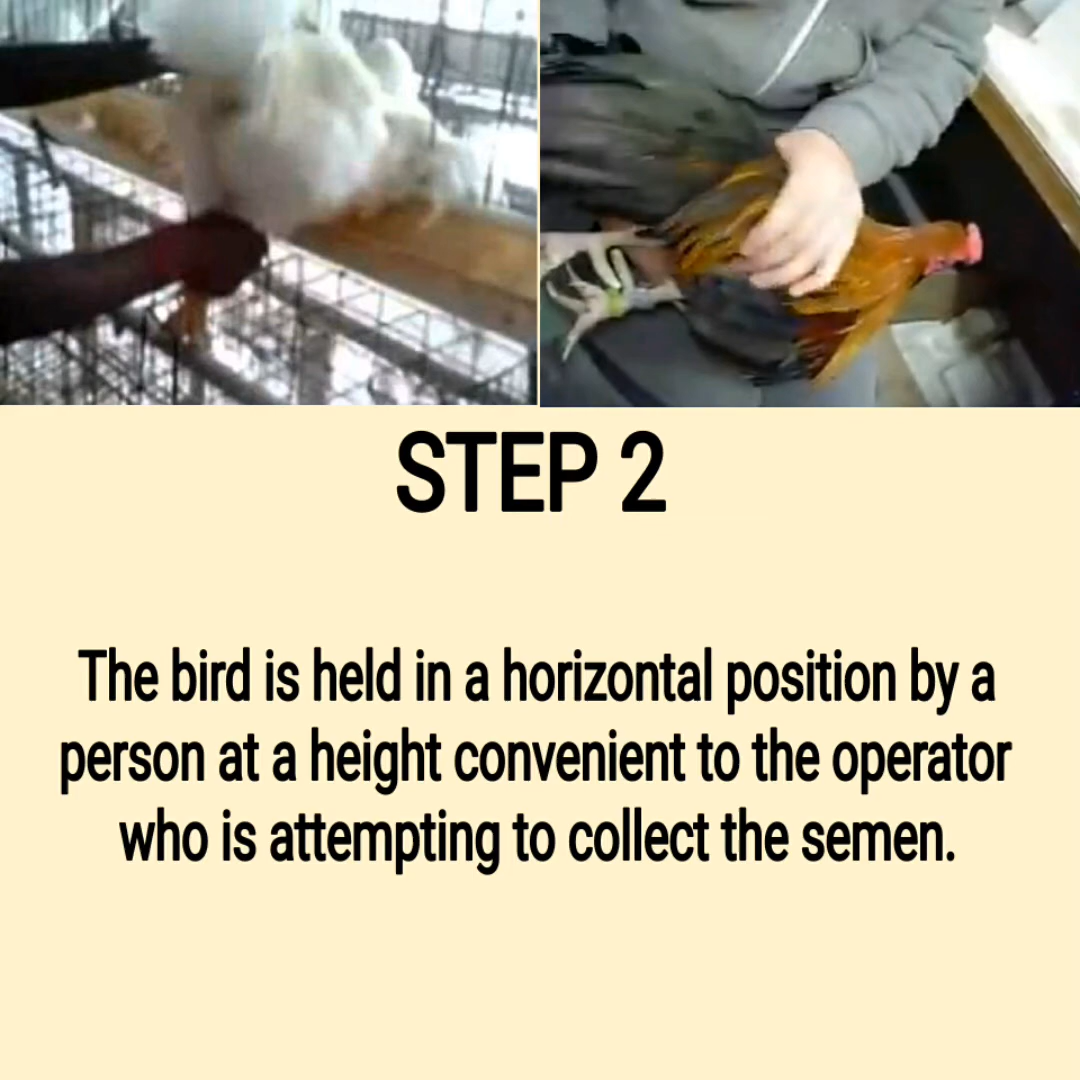 STEP 2
The bird is held in a horizontal position by a
person at a height convenient to the operator
who is attempting to collect the semen.